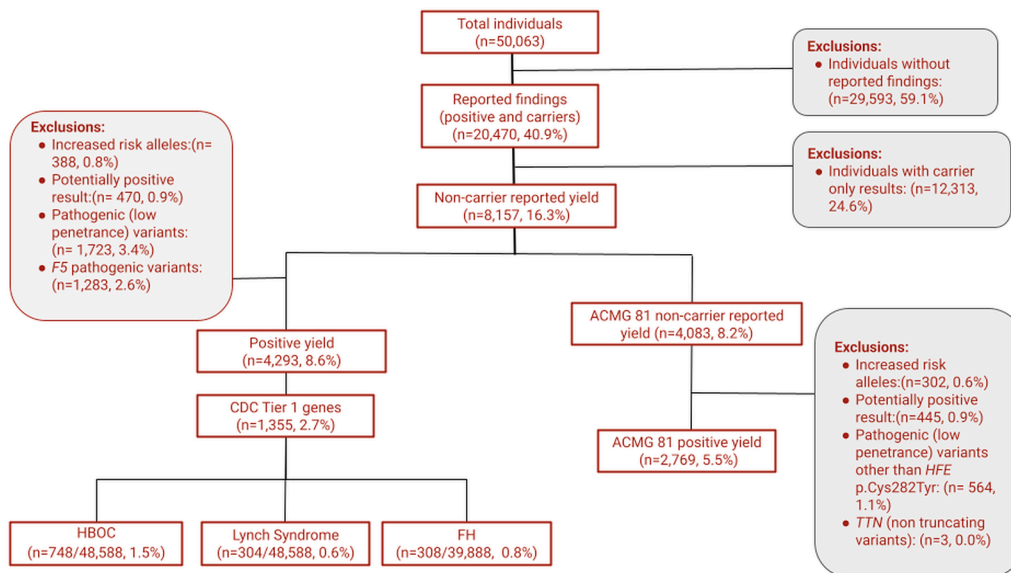 Total individuals
(n=50,063)
Exclusions:
● Individuals without
reported findings:
(n=29,593, 59.1%)
Reported findings
(positive and carriers)
(n=20,470, 40.9%)
Exclusions:
● Increased risk alleles:(n=
388, 0.8%)
● Potentially positive
result:(n= 470, 0.9%)
● Pathogenic (low
penetrance) variants:
(n= 1,723, 3.4%)
● F5 pathogenic variants:
(n=1,283, 2.6%)
Exclusions:
● Individuals with carrier
only results: (n=12,313,
24.6%)
Non-carrier reported yield
(n=8,157, 16.3%)
ACMG 81 non-carrier reported
yield (n=4,083, 8.2%)
Positive yield
(n=4,293, 8.6%)
Exclusions:
● Increased risk
alleles:(n=302, 0.6%)
● Potentially positive
result:(n=445, 0.9%)
● Pathogenic (low
penetrance) variants
other than HFE
p.Cys282Tyr: (n= 564,
1.1%)
● TTN (non truncating
variants): (n=3, 0.0%)
CDC Tier 1 genes
(n=1,355, 2.7%)
ACMG 81 positive yield
(n=2,769, 5.5%)
HBOC
(n=748/48,588, 1.5%)
Lynch Syndrome
(n=304/48,588, 0.6%)
FH
(n=308/39,888, 0.8%)